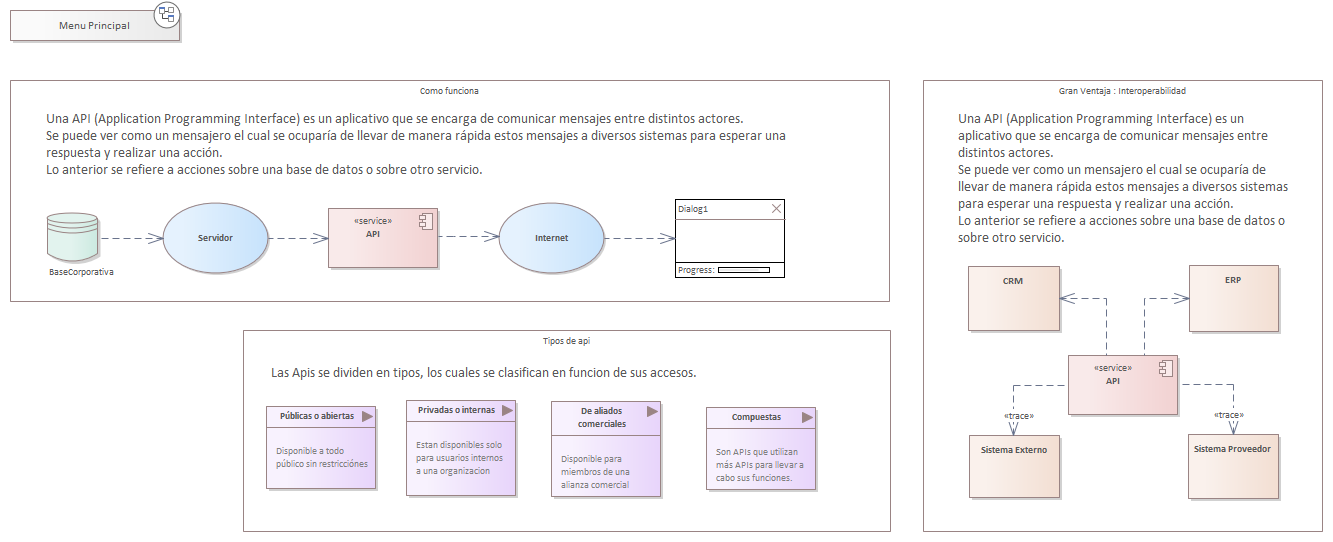 Menu Principal
Como funciona
Una API (Application Programming Interface) es un aplicativo que se encarga de comunicar mensajes entre distintos actores.
Se puede ver como un mensajero el cual se ocuparía de llevar de manera rápida estos mensajes a diversos sistemas para esperar una
respuesta y realizar una acción.
Lo anterior se refiere a acciones sobre una base de datos o sobre otro servicio.
BaseCorporativa
Servidor
«service»
API
Internet
Dialog1
Progress:
Tipos de api
Las Apis se dividen en tipos, los cuales se clasifican en funcion de sus accesos.
Públicas o abiertas
Disponible a todo
público sin restricciónes
Privadas o internas
Estan disponibles solo
para usuarios internos
a una organizacion
De aliados
comerciales
Disponible para
miembros de una
alianza comercial
Compuestas
Son APIs que utilizan
más APIs para llevar a
cabo sus funciones.
Gran Ventaja : Interoperabilidad
Una API (Application Programming Interface) es un
aplicativo que se encarga de comunicar mensajes entre
distintos actores.
Se puede ver como un mensajero el cual se ocuparía de
llevar de manera rápida estos mensajes a diversos sistemas
para esperar una respuesta y realizar una acción.
Lo anterior se refiere a acciones sobre una base de datos o
sobre otro servicio.
CRM
ERP
«service»
API
«trace»
«trace»
Sistema Externo
Sistema Proveedor